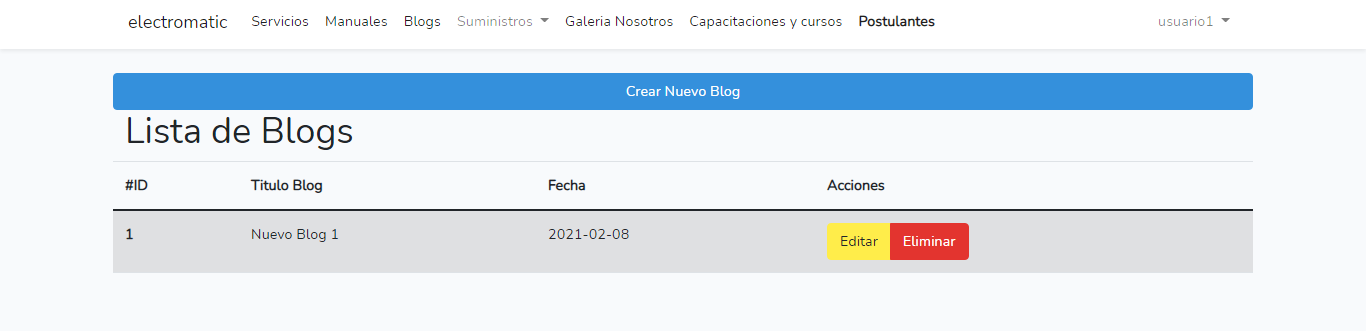 electromatic Servicios Manuales Blogs Suministros Galeria Nosotros Capacitaciones y cursos Postulantes usuario1
Crear Nuevo Blog
Lista de Blogs
#ID Titulo Blog Fecha Acciones
1 Nuevo Blog 1 2021-02-08 Editar Eliminar